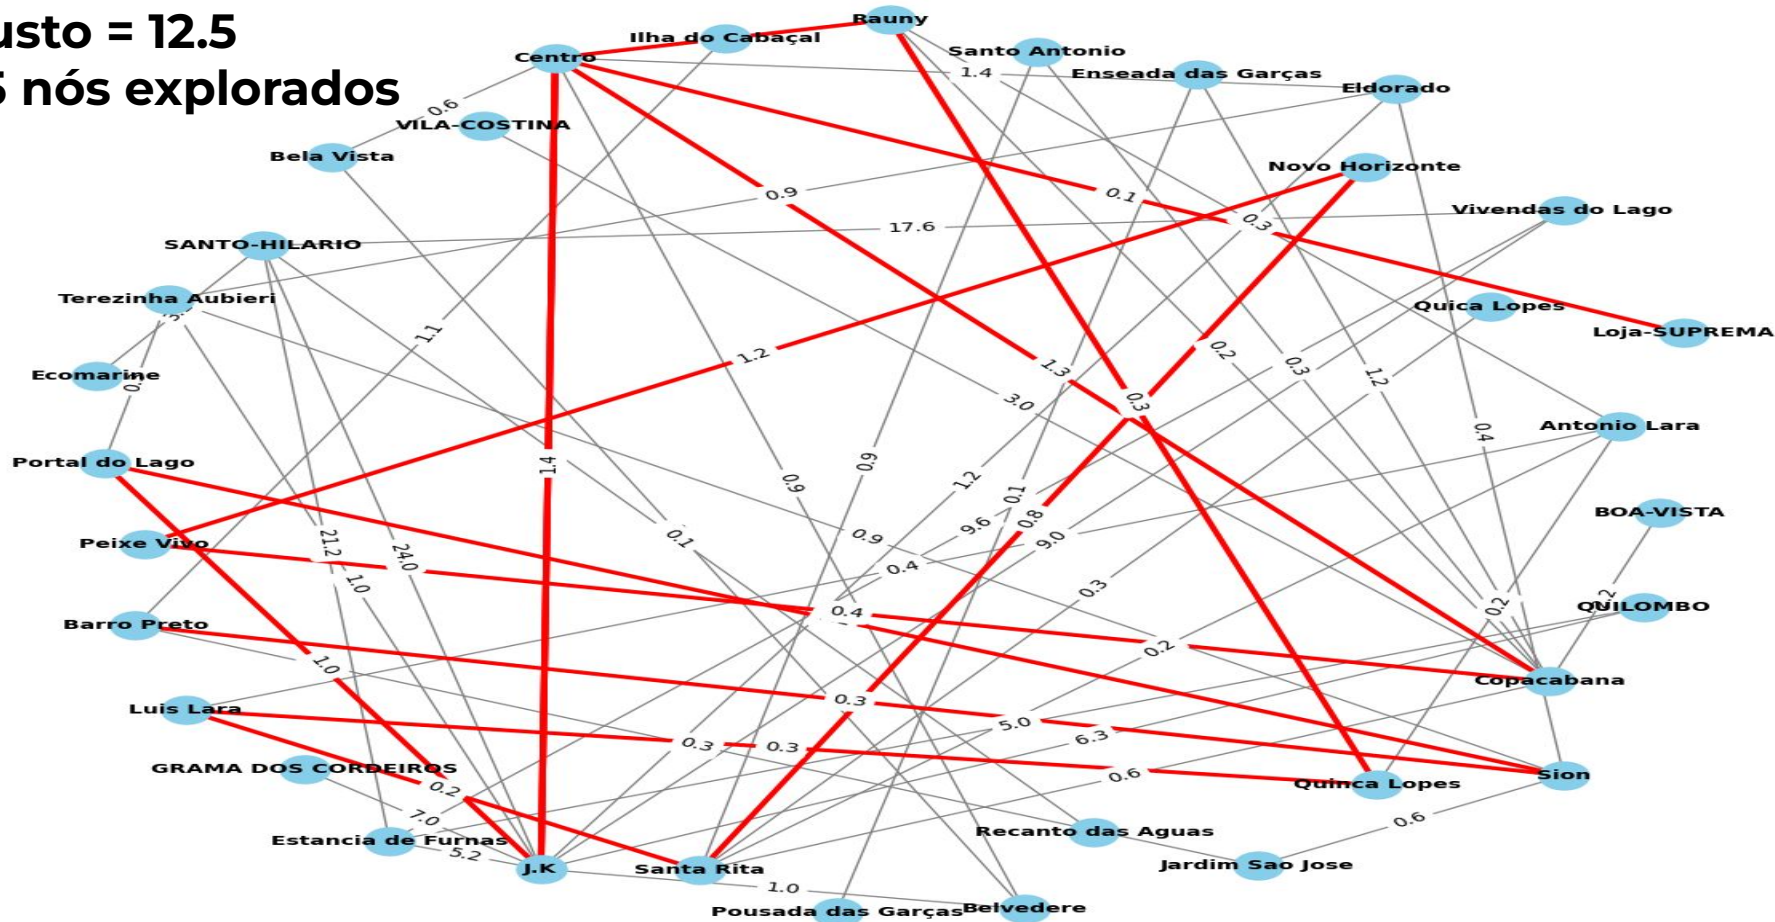 usto = 12.5
5 nós explorados
Rauny
Ilha do Cabaçal
Centro
Santo Antonio
1.4
Enseada das Garças
Eldorado
0.6
VILA-COSTINA
Bela Vista
Novo Horizonte
0.9
0.1
Vivendas do Lago
0.3
17.6
SANTO-HILARIO
Terezinha Aubieri
Quica Lopes
Loja-SUPREMA
1.1
1.2
0.2
0.3
1.3
1.2
Ecomarine
3.0
0.3
Antonio Lara
0.4
Portal do Lago
1.4
0.9
0.9
1.2
0.1
BOA-VISTA
0.8
9.6
Peixe Vivo
21.2
24.0
0.1
0.9
9.0
0.4
1.0
0.3
0.2
QUILOMBO
0.4
Barro Preto
0.2
1.0
Copacabana
0.3
Luis Lara
5.0
6.3
0.3
0.3
GRAMA DOS CORDEIROS
0.6
Sion
0.2
Quinca Lopes
7.0
0.6
Estancia de Furnas
Recanto das Aguas
5.2
J.K
Santa Rita
Jardim Sao Jose
1.0
Pousada das Garças
Belvedere